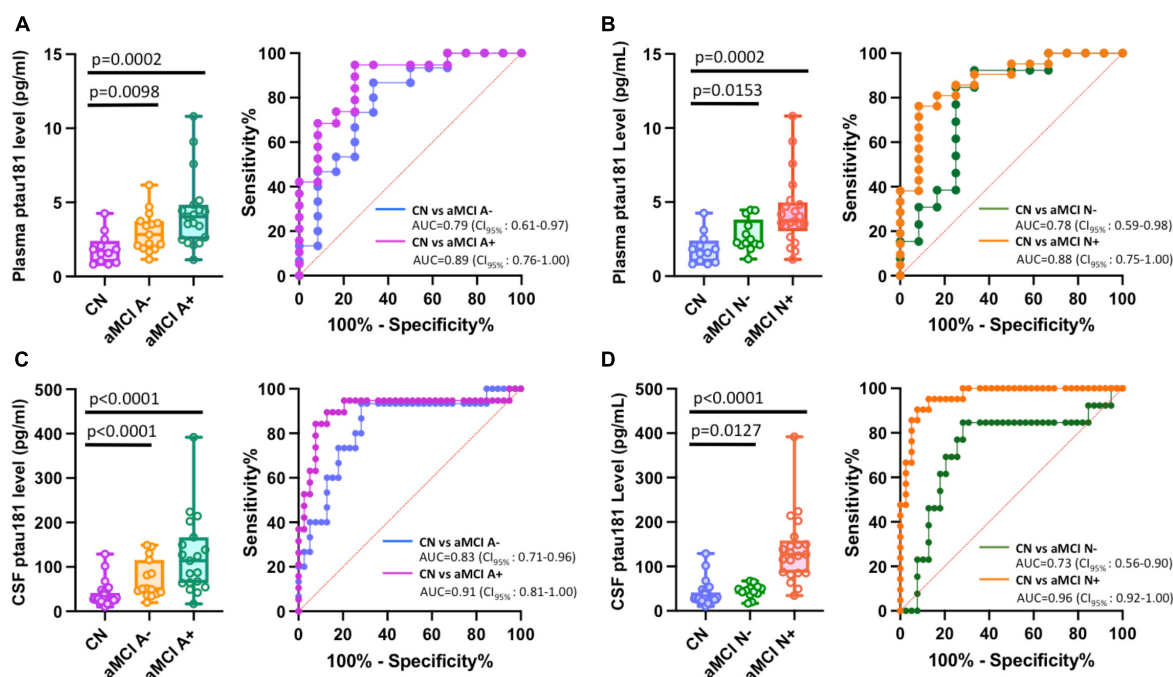 A
p=0.0002
p=0.0098
Plasma ptau181 level (pg/ml)
15
10
5
0
CN
aMCI A-
aMCI A+
Sensitivity%
100
80
60
40
20
0
CN vs aMCI A-
AUC=0.79 (CI95% : 0.61-0.97)
CN vs aMCI A+
AUC=0.89 (CI95% : 0.76-1.00)
0 20 40 60 80 100
100% - Specificity%
B
p=0.0002
p=0.0153
Plasma ptau181 Level (pg/mL)
15
10
5
0
CN
aMCI N-
aMCI N+
Sensitivity%
100
80
60
40
20
0
CN vs aMCI N-
AUC=0.78 (CI95% : 0.59-0.98)
CN vs aMCI N+
AUC=0.88 (CI95% : 0.75-1.00)
0 20 40 60 80 100
100% - Specificity%
C
p<0.0001
p<0.0001
CSF ptau181 level (pg/ml)
500
400
300
200
100
0
CN
aMCI A-
aMCI A+
Sensitivity%
100
80
60
40
20
0
CN vs aMCI A-
AUC=0.83 (CI95% : 0.71-0.96)
CN vs aMCI A+
AUC=0.91 (CI95% : 0.81-1.00)
0 20 40 60 80 100
100% - Specificity%
D
p<0.0001
p=0.0127
CSF ptau181 Level (pg/mL)
500
400
300
200
100
0
CN
aMCI N-
aMCI N+
Sensitivity%
100
80
60
40
20
0
CN vs aMCI N-
AUC=0.73 (CI95% : 0.56-0.90)
CN vs aMCI N+
AUC=0.96 (CI95% : 0.92-1.00)
0 20 40 60 80 100
100% - Specificity%